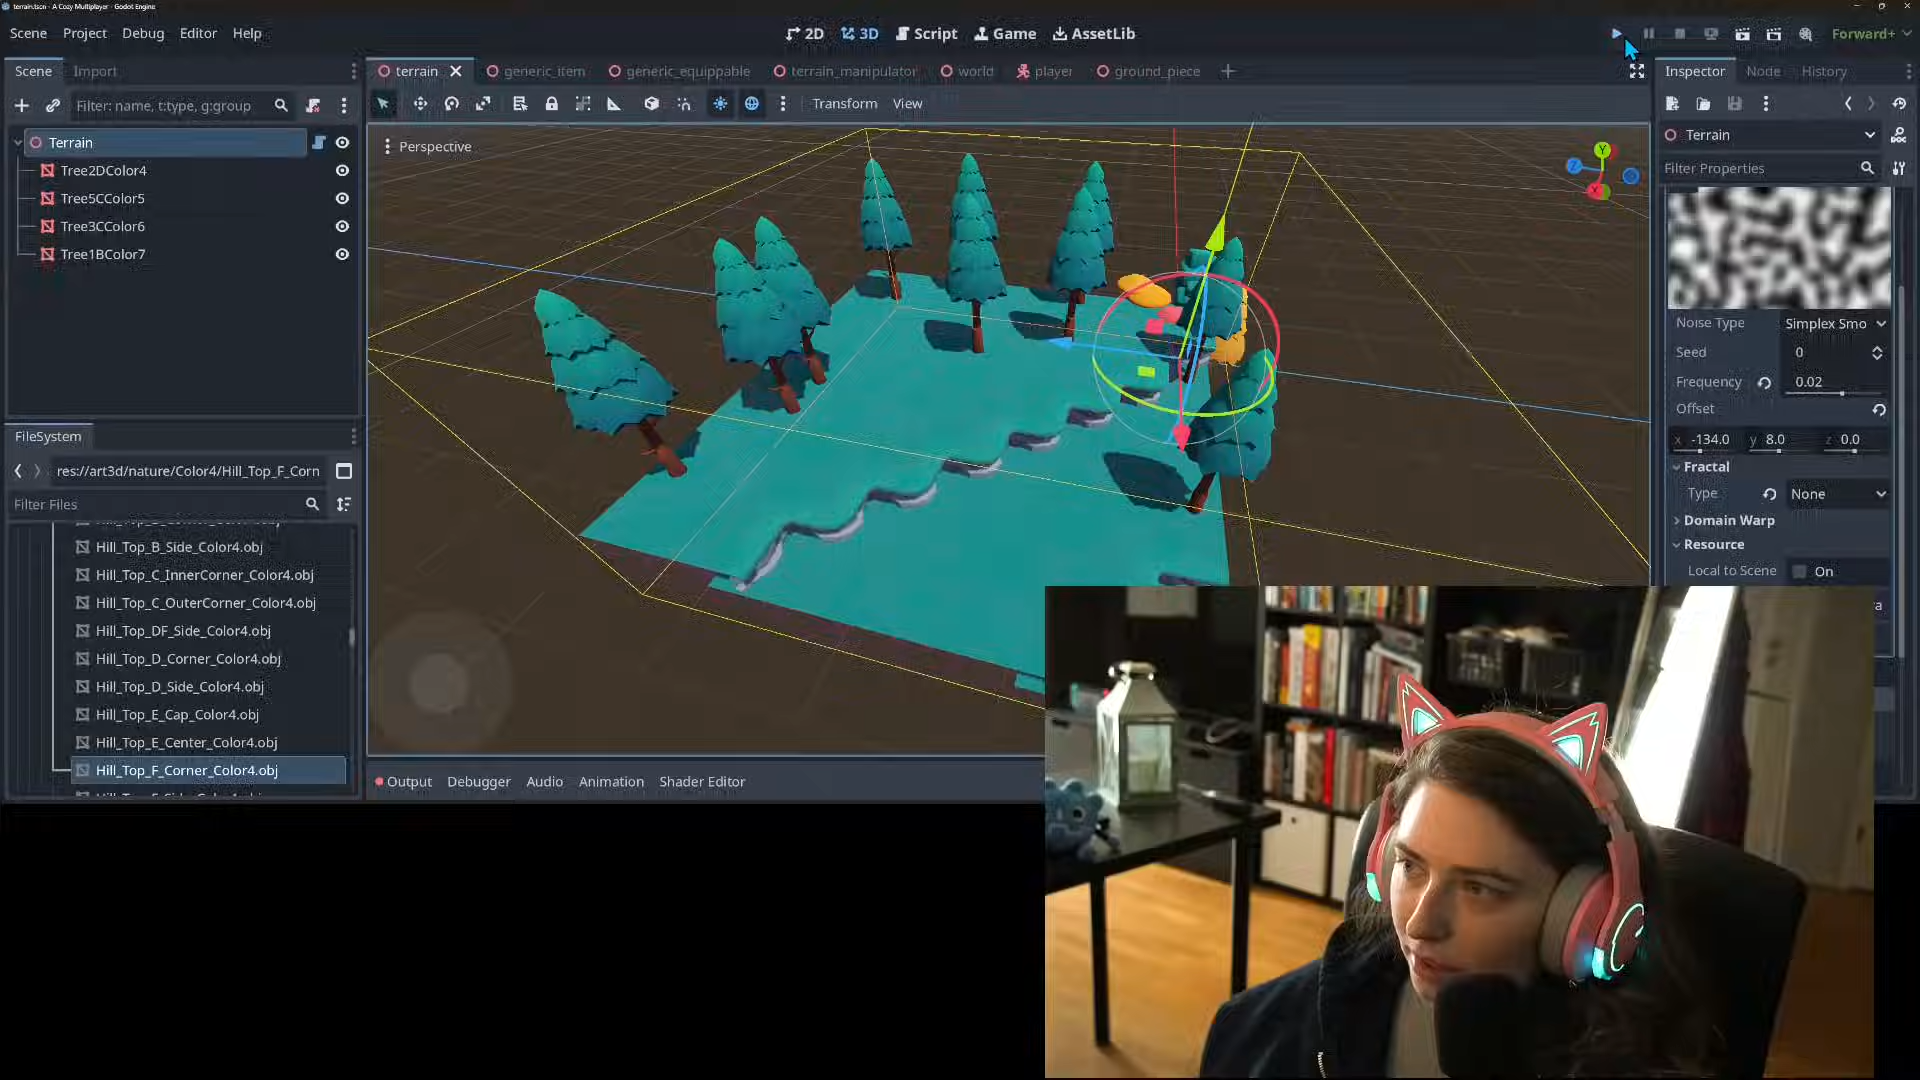 terrain.tscn - A Cozy Multiplayer - Godot Engine
Scene Project Debug Editor Help
2D 3D Script Game AssetLib
Forward+
Scene Import
terrain generic_item generic_equippable terrain_manipulator world player ground_piece
Inspector Node History
Filter: name, t:type, g:group
Transform View
Terrain
Tree2DColor4
Tree5CColor5
Tree3CColor6
Tree1BColor7
Perspective
Y
Z
X
Terrain
Filter Properties
Noise Type Simplex Smo
Seed 0
Frequency 0.02
Offset
x -134.0 y 8.0 z 0.0
Fractal
Type None
Domain Warp
Resource
Local to Scene On
FileSystem
res://art3d/nature/Color4/Hill_Top_F_Corn
Filter Files
Hill_Top_B_Side_Color4.obj
Hill_Top_C_InnerCorner_Color4.obj
Hill_Top_C_OuterCorner_Color4.obj
Hill_Top_DF_Side_Color4.obj
Hill_Top_D_Corner_Color4.obj
Hill_Top_D_Side_Color4.obj
Hill_Top_E_Cap_Color4.obj
Hill_Top_E_Center_Color4.obj
Hill_Top_F_Corner_Color4.obj
Output Debugger Audio Animation Shader Editor